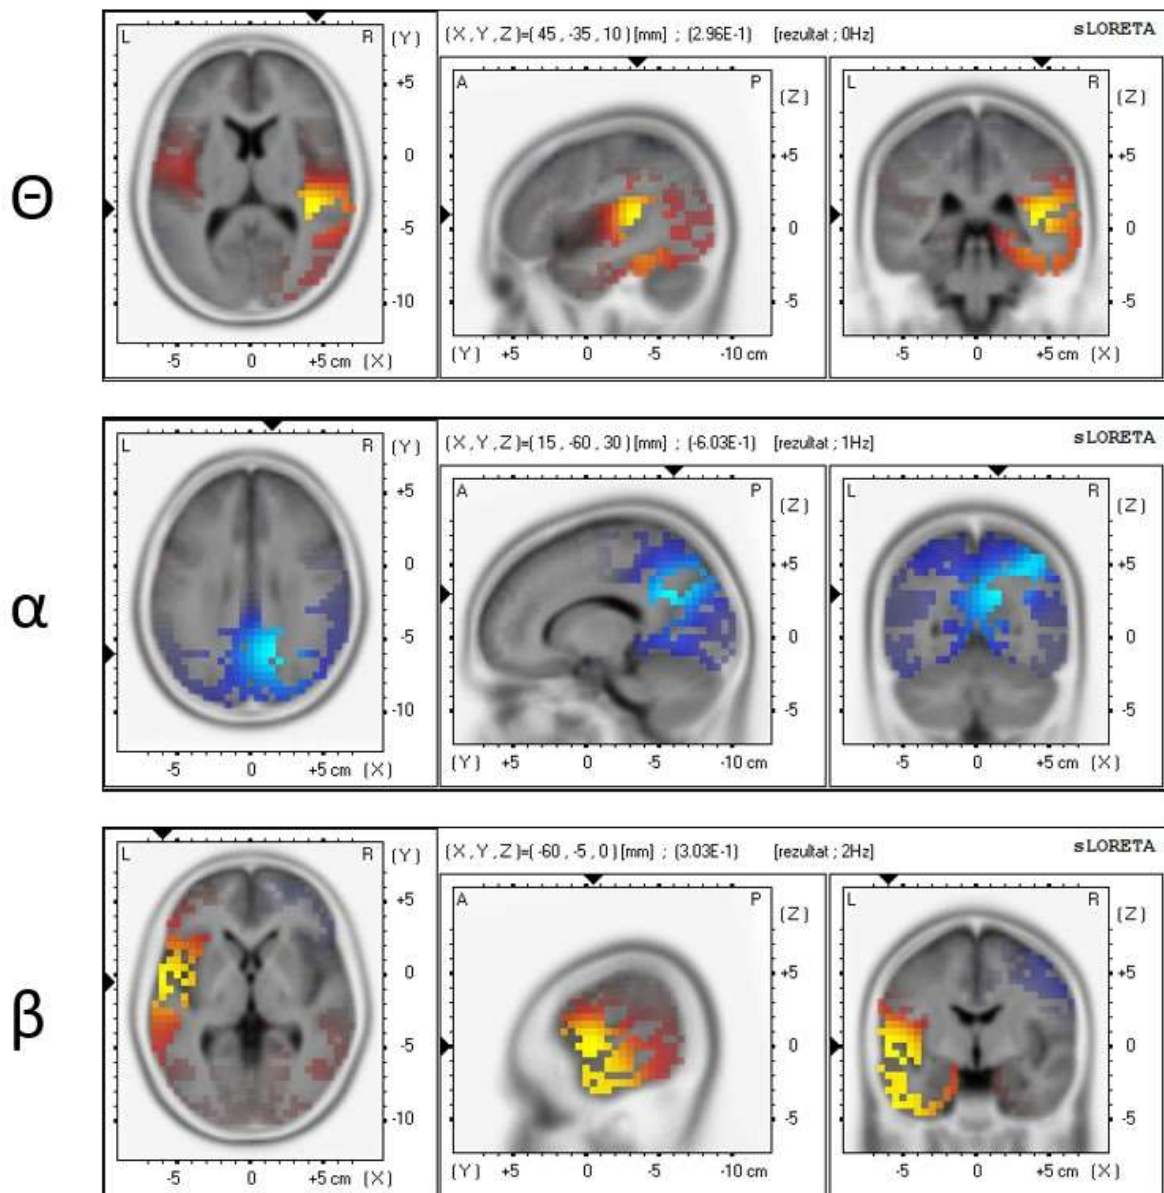 Θ
L R (Y) +5 0 -5 -10 -5 0 +5 cm (X)
(X,Y,Z)=(45,-35,10)[mm] ; (2.96E-1) [rezultat ; 0Hz] sLORETA
A P (Z) +5 0 -5 (Y) +5 0 -5 -10 cm
L R (Z) +5 0 -5 -5 0 +5 cm (X)
α
L R (Y) +5 0 -5 -10 -5 0 +5 cm (X)
(X,Y,Z)=(15,-60,30)[mm] ; (-6.03E-1) [rezultat ; 1Hz] sLORETA
A P (Z) +5 0 -5 (Y) +5 0 -5 -10 cm
L R (Z) +5 0 -5 -5 0 +5 cm (X)
β
L R (Y) +5 0 -5 -10 -5 0 +5 cm (X)
(X,Y,Z)=(-60,-5,0)[mm] ; (3.03E-1) [rezultat ; 2Hz] sLORETA
A P (Z) +5 0 -5 (Y) +5 0 -5 -10 cm
L R (Z) +5 0 -5 -5 0 +5 cm (X)